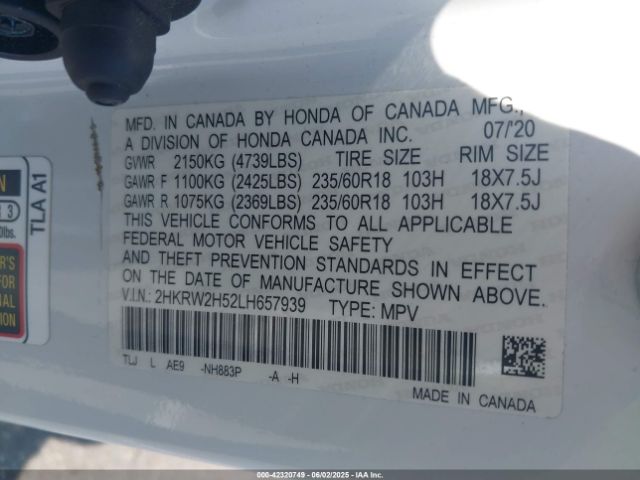 MFD. IN CANADA BY HONDA OF CANADA MFG.,
A DIVISION OF HONDA CANADA INC. 07/'20
GVWR 2150KG (4739LBS) TIRE SIZE RIM SIZE
GAWR F 1100KG (2425LBS) 235/60R18 103H 18X7.5J
GAWR R 1075KG (2369LBS) 235/60R18 103H 18X7.5J
THIS VEHICLE CONFORMS TO ALL APPLICABLE
FEDERAL MOTOR VEHICLE SAFETY
AND THEFT PREVENTION STANDARDS IN EFFECT
ON THE DATE OF MANUFACTURE SHOWN ABOVE.
V.I.N.: 2HKRW2H52LH657939 TYPE: MPV
TLJ L AE9 -NH883P -A -H
MADE IN CANADA
TLA A1
000-42320749 | 06/02/2025 | IAA Inc.